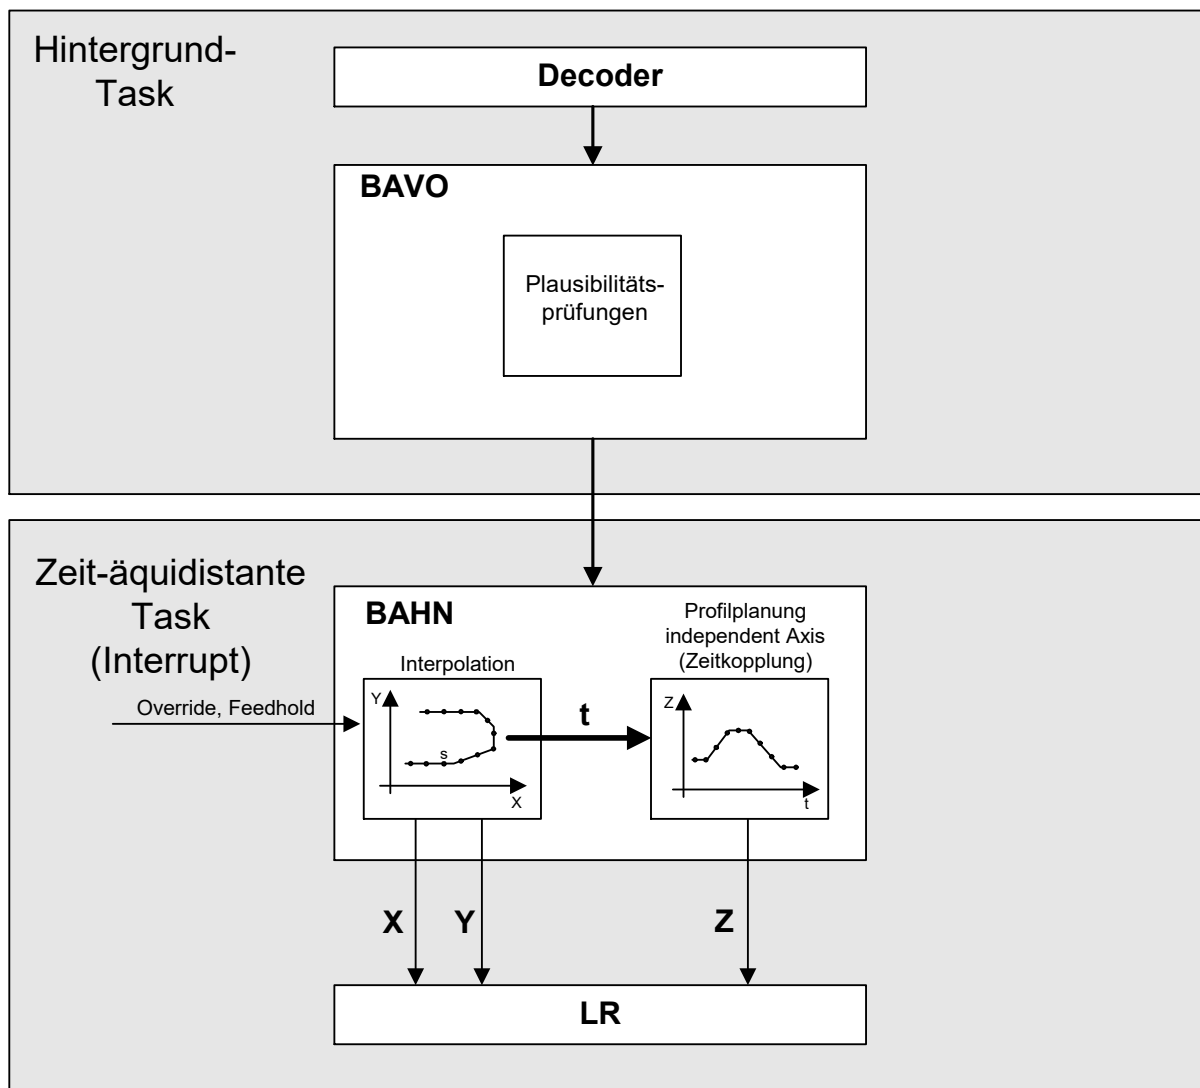 Hintergrund-
Task
Decoder
BAVO
Plausibilitäts-
prüfungen
Zeit-äquidistante
Task
(Interrupt)
Override, Feedhold
BAHN
Interpolation
Profilplanung
independent Axis
(Zeitkopplung)
Y
s
X
t
Z
t
X
Y
Z
LR